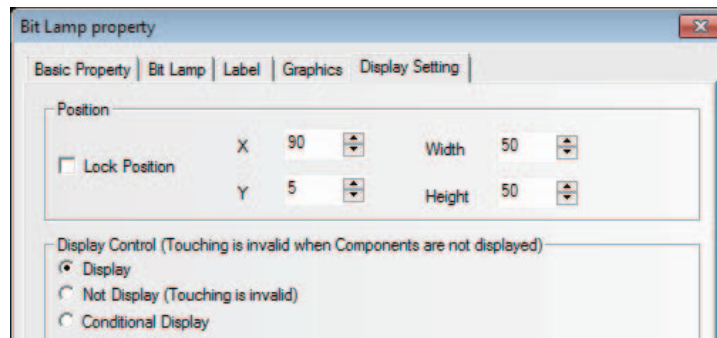 Bit Lamp property
Basic Property Bit Lamp Label Graphics Display Setting
Position
Lock Position X 90 Width 50
Y 5 Height 50
Display Control (Touching is invalid when Components are not displayed)
Display
Not Display (Touching is invalid)
Conditional Display